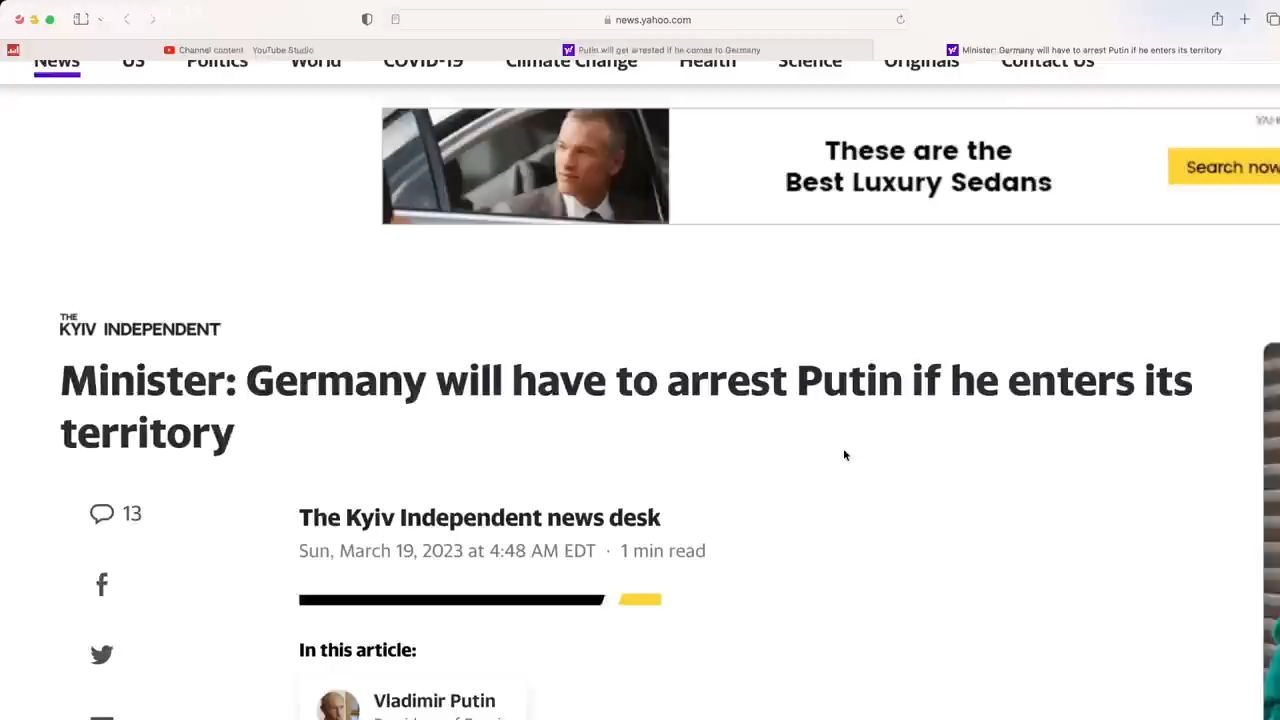 news.yahoo.com
Channel content - YouTube Studio
Putin will get arrested if he comes to Germany
Minister: Germany will have to arrest Putin if he enters its territory
News US Politics World COVID-19 Climate Change Health Science Originals Contact Us
These are the
Best Luxury Sedans
Search now
THE
KYIV INDEPENDENT
Minister: Germany will have to arrest Putin if he enters its
territory
13
The Kyiv Independent news desk
Sun, March 19, 2023 at 4:48 AM EDT · 1 min read
In this article:
Vladimir Putin